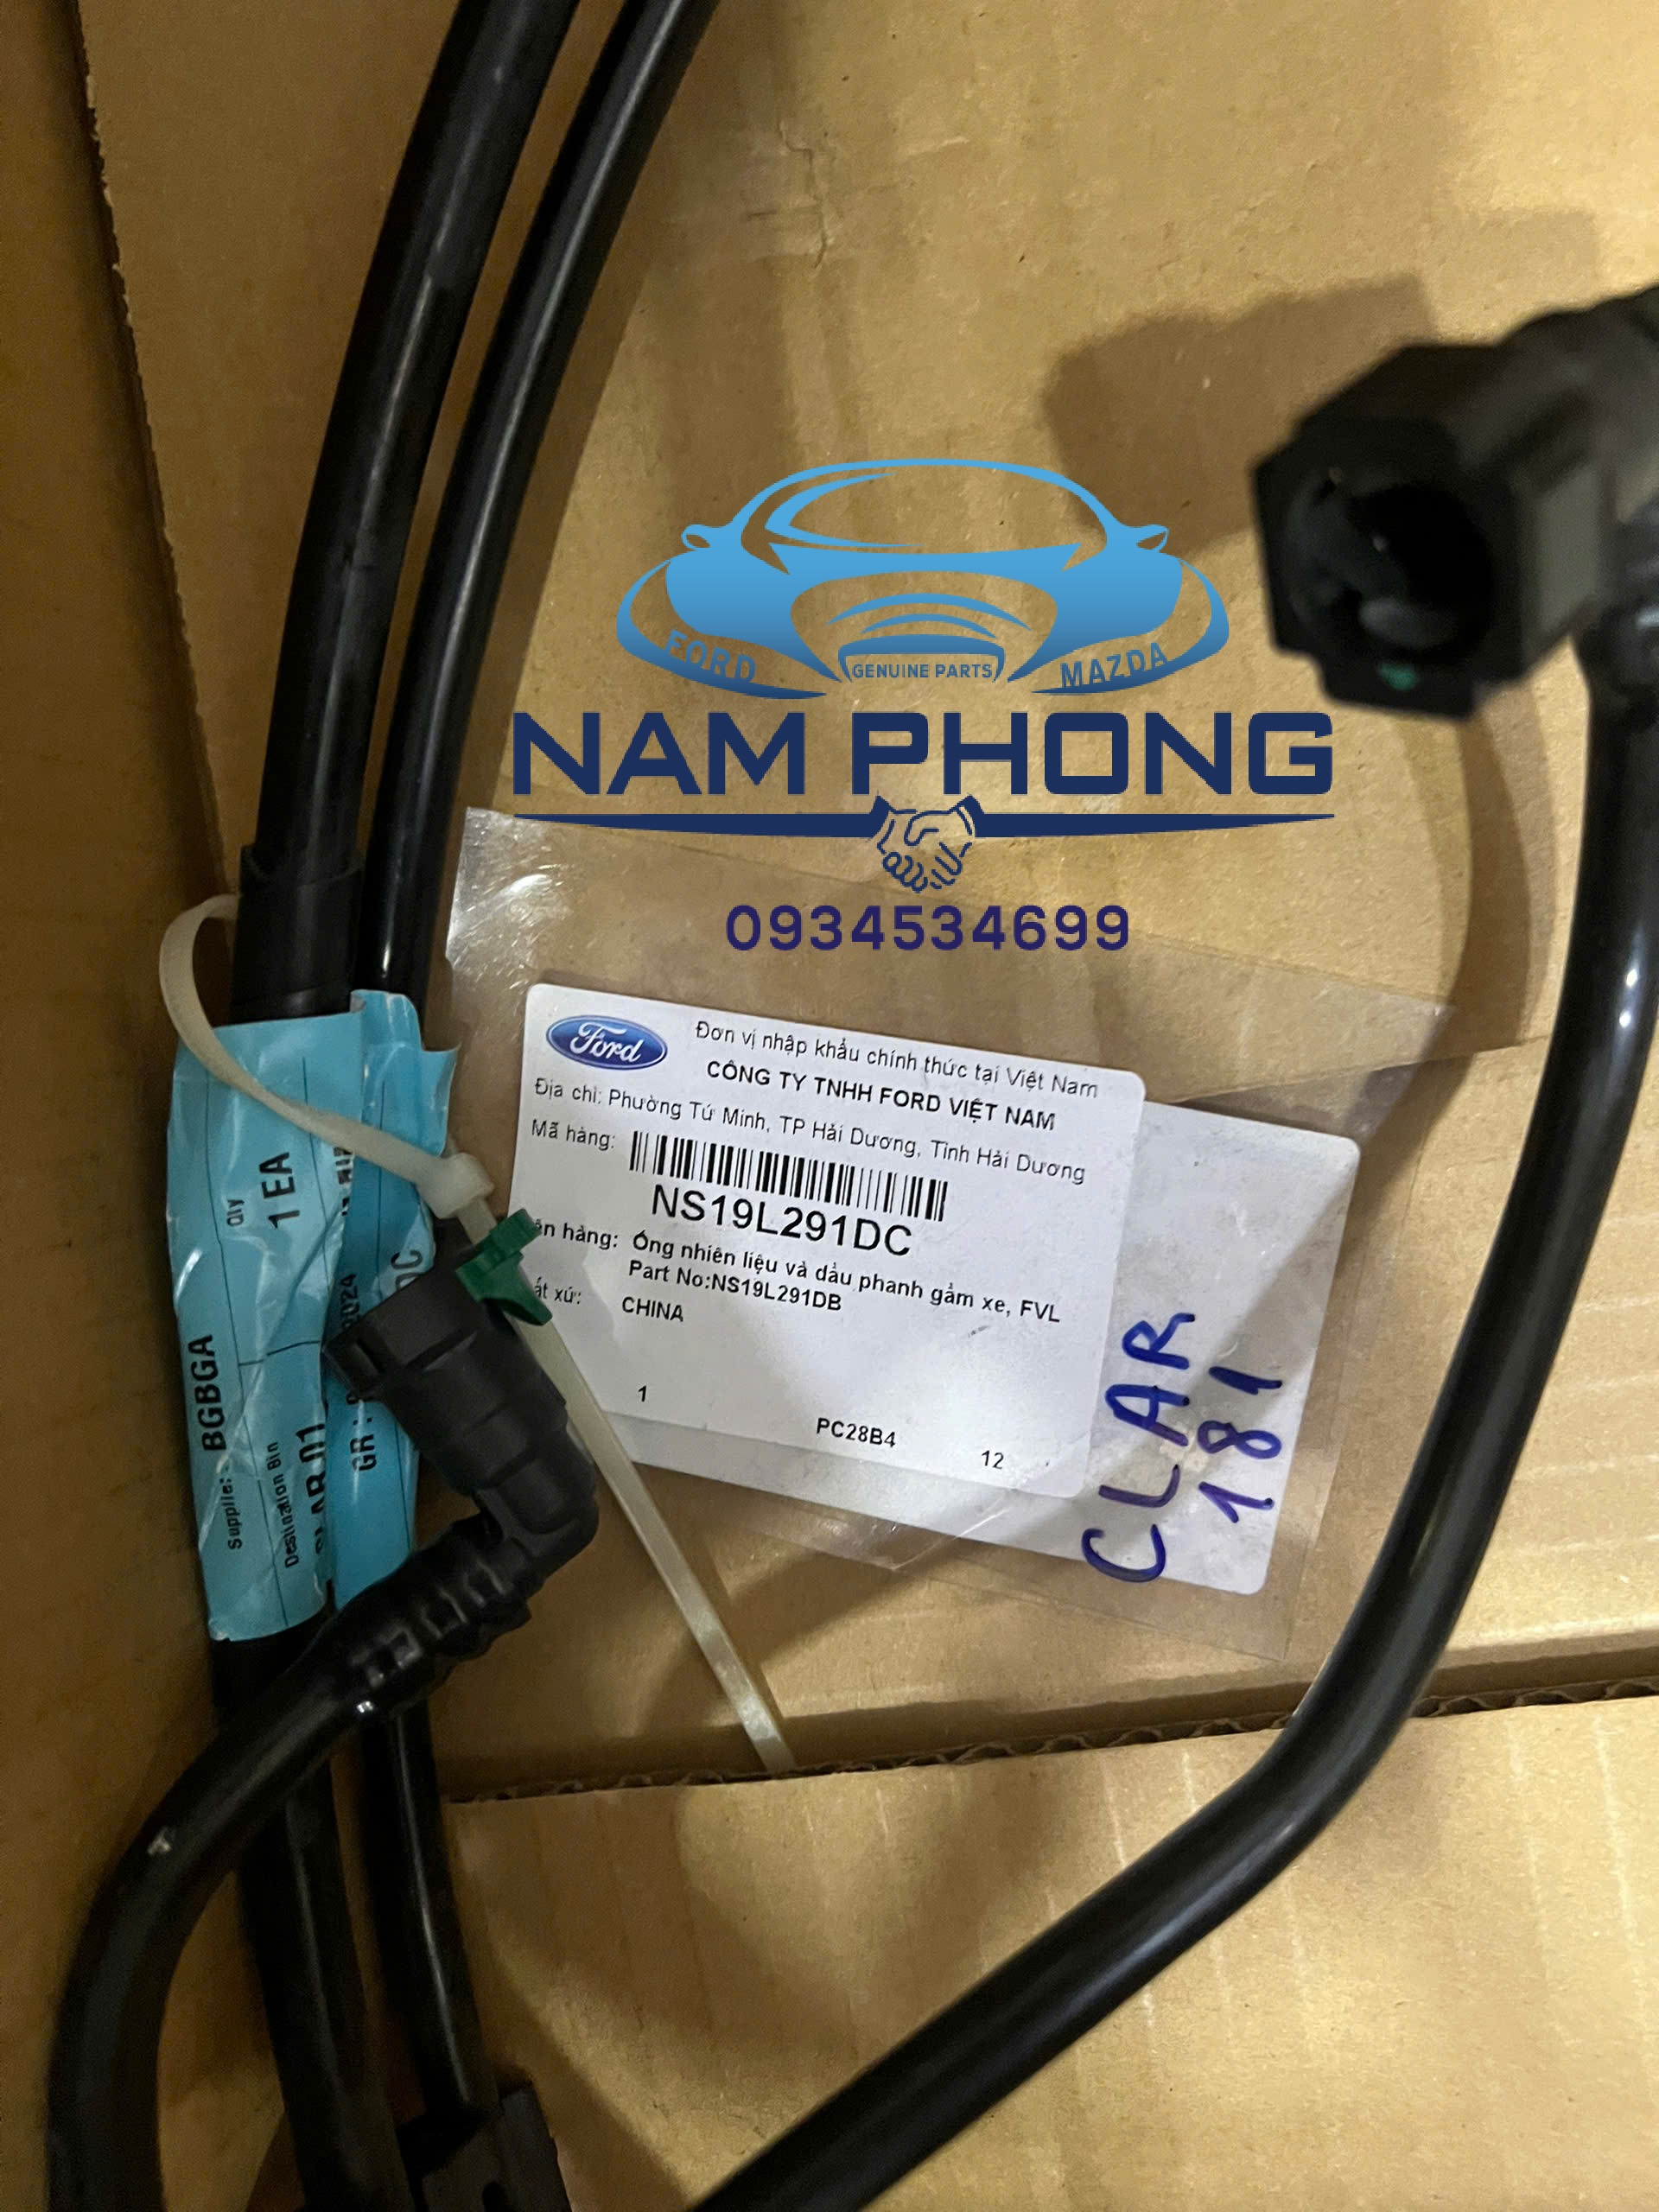 FORD
GENUINE PARTS
MAZDA
NAM PHONG
0934534699
Ford
Đơn vị nhập khẩu chính thức tại Việt Nam
CÔNG TY TNHH FORD VIỆT NAM
Địa chỉ: Phường Tứ Minh, TP Hải Dương, Tỉnh Hải Dương
Mã hàng:
NS19L291DC
hàng: Ống nhiên liệu và dầu phanh gầm xe, FVL
Part No:NS19L291DB
xứ: CHINA
1
PC28B4
12
CLAR
181
Qty
1 EA
Supplier:
BGBGA
Destination Bin
GR :
2024
DC